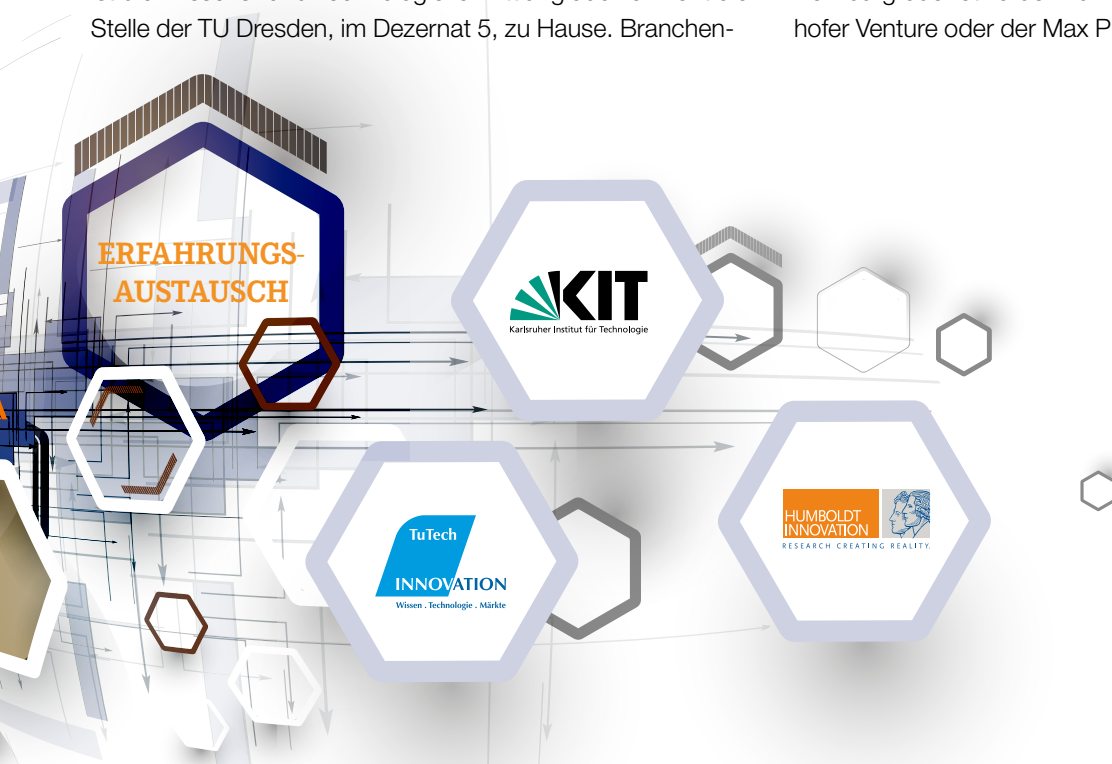 Stelle der TU Dresden, im Dezernat 5, zu Hause. Branchen-
hofer Venture oder der Max P
ERFAHRUNGS-
AUSTAUSCH
KIT
Karlsruher Institut für Technologie
TuTech
INNOVATION
Wissen . Technologie . Märkte
HUMBOLDT
INNOVATION
RESEARCH CREATING REALITY.